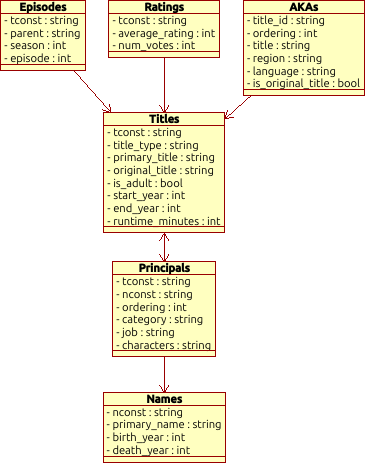 Episodes
- tconst : string
- parent : string
- season : int
- episode : int
Ratings
- tconst : string
- average_rating : int
- num_votes : int
AKAs
- title_id : string
- ordering : int
- title : string
- region : string
- language : string
- is_original_title : bool
Titles
- tconst : string
- title_type : string
- primary_title : string
- original_title : string
- is_adult : bool
- start_year : int
- end_year : int
- runtime_minutes : int
Principals
- tconst : string
- nconst : string
- ordering : int
- category : string
- job : string
- characters : string
Names
- nconst : string
- primary_name : string
- birth_year : int
- death_year : int